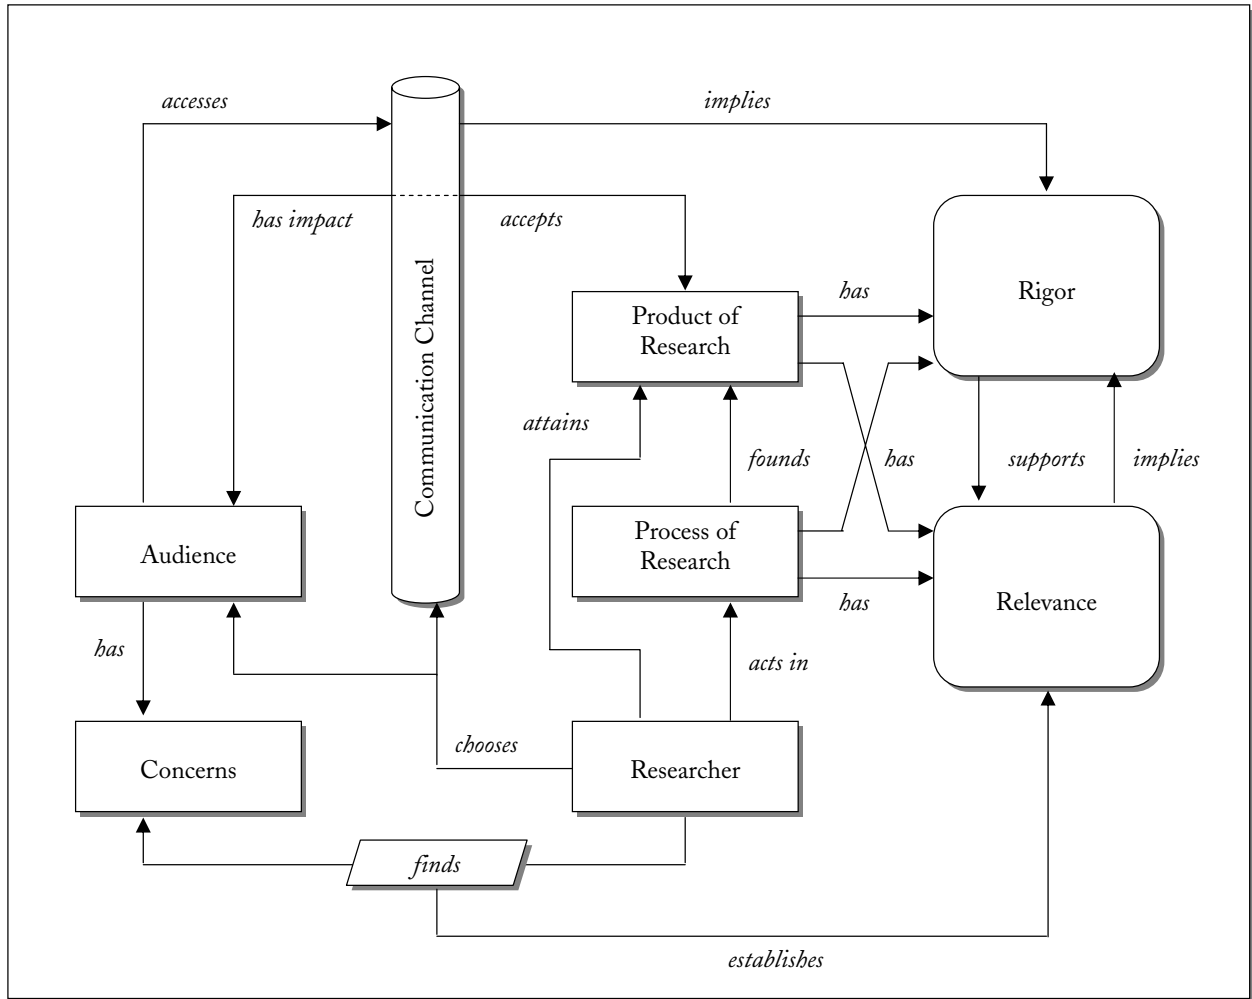 accesses
implies
has impact
accepts
Communication Channel
Product of
Research
has
Rigor
attains
founds
has
supports
implies
Audience
Process of
Research
Relevance
has
has
acts in
chooses
Concerns
Researcher
finds
establishes